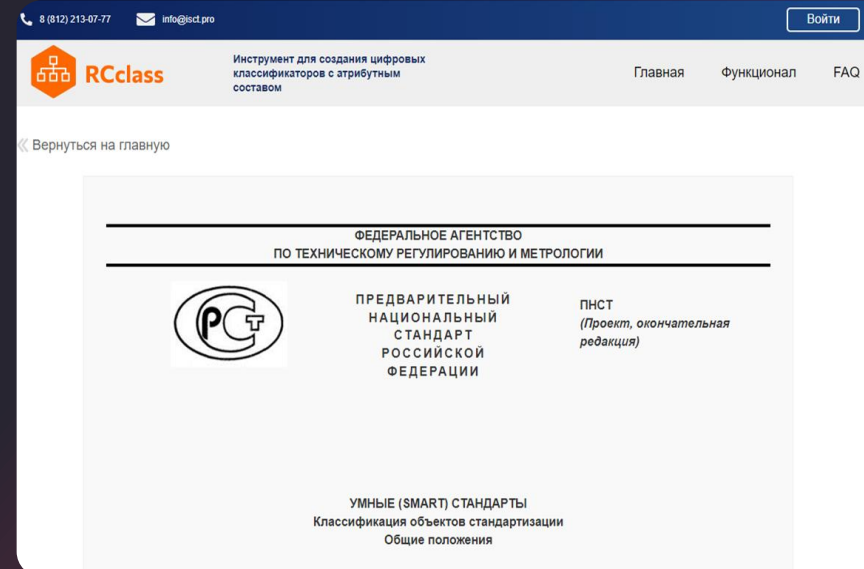 8 (812) 213-07-77 info@isct.pro Войти
RCclass
Инструмент для создания цифровых
классификаторов с атрибутным
составом
Главная Функционал FAQ
« Вернуться на главную
ФЕДЕРАЛЬНОЕ АГЕНТСТВО
ПО ТЕХНИЧЕСКОМУ РЕГУЛИРОВАНИЮ И МЕТРОЛОГИИ
РСТ
ПРЕДВАРИТЕЛЬНЫЙ
НАЦИОНАЛЬНЫЙ
СТАНДАРТ
РОССИЙСКОЙ
ФЕДЕРАЦИИ
ПНСТ
(Проект, окончательная
редакция)
УМНЫЕ (SMART) СТАНДАРТЫ
Классификация объектов стандартизации
Общие положения